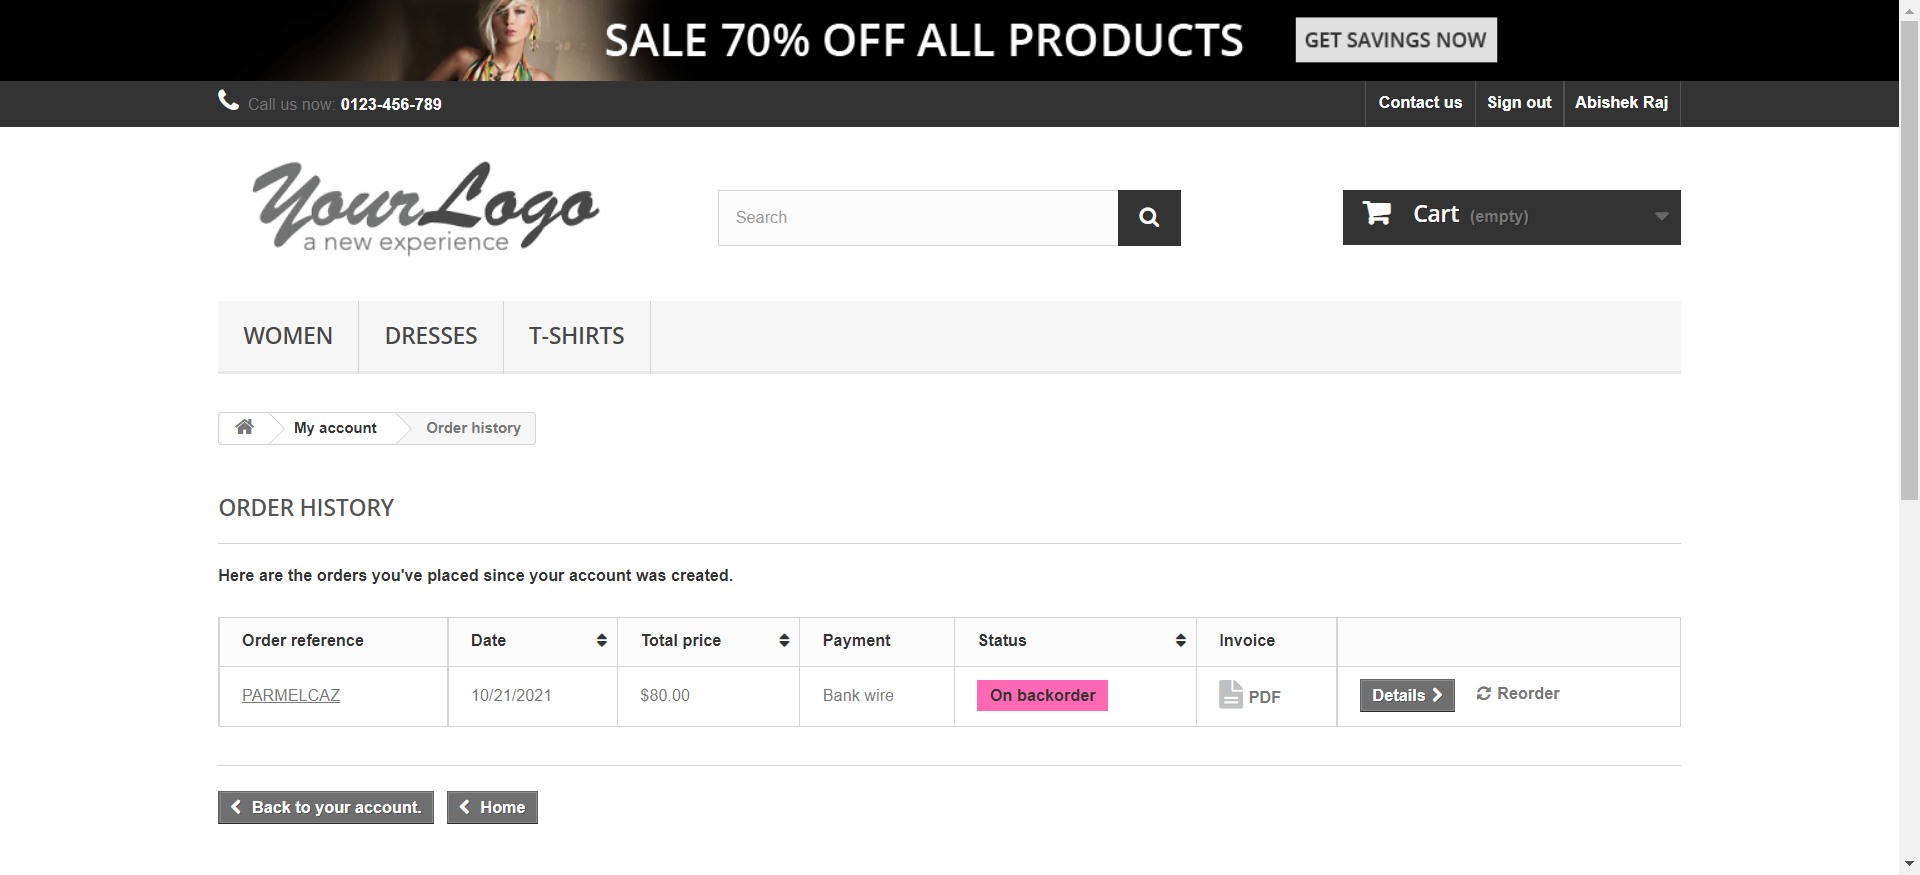 SALE 70% OFF ALL PRODUCTS GET SAVINGS NOW
Call us now: 0123-456-789 Contact us Sign out Abishek Raj
YourLogo
a new experience
Search
Cart (empty)
WOMEN DRESSES T-SHIRTS
My account Order history
ORDER HISTORY
Here are the orders you've placed since your account was created.
Order reference Date Total price Payment Status Invoice
PARMELCAZ 10/21/2021 $80.00 Bank wire On backorder PDF Details Reorder
Back to your account. Home